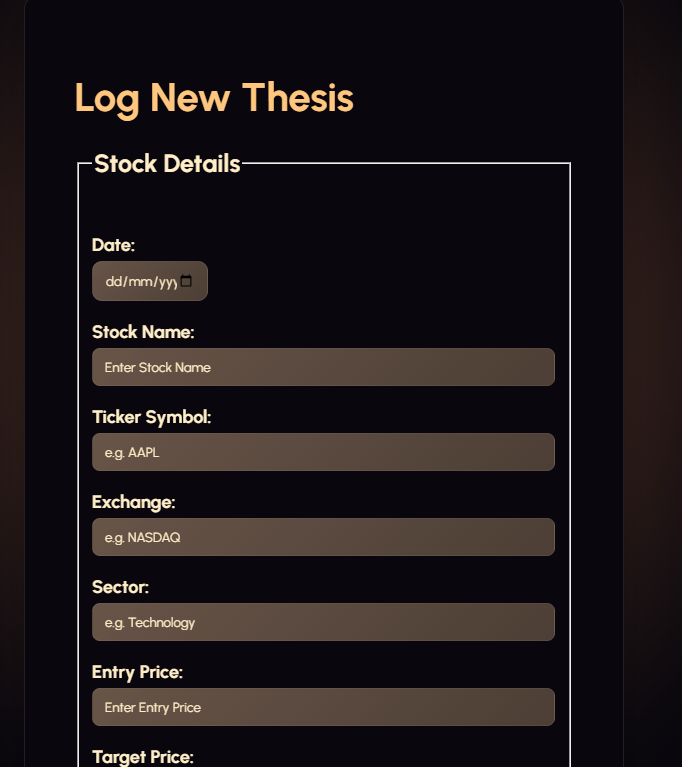 Log New Thesis
Stock Details
Date:
dd/mm/yyy
Stock Name:
Enter Stock Name
Ticker Symbol:
e.g. AAPL
Exchange:
e.g. NASDAQ
Sector:
e.g. Technology
Entry Price:
Enter Entry Price
Target Price: